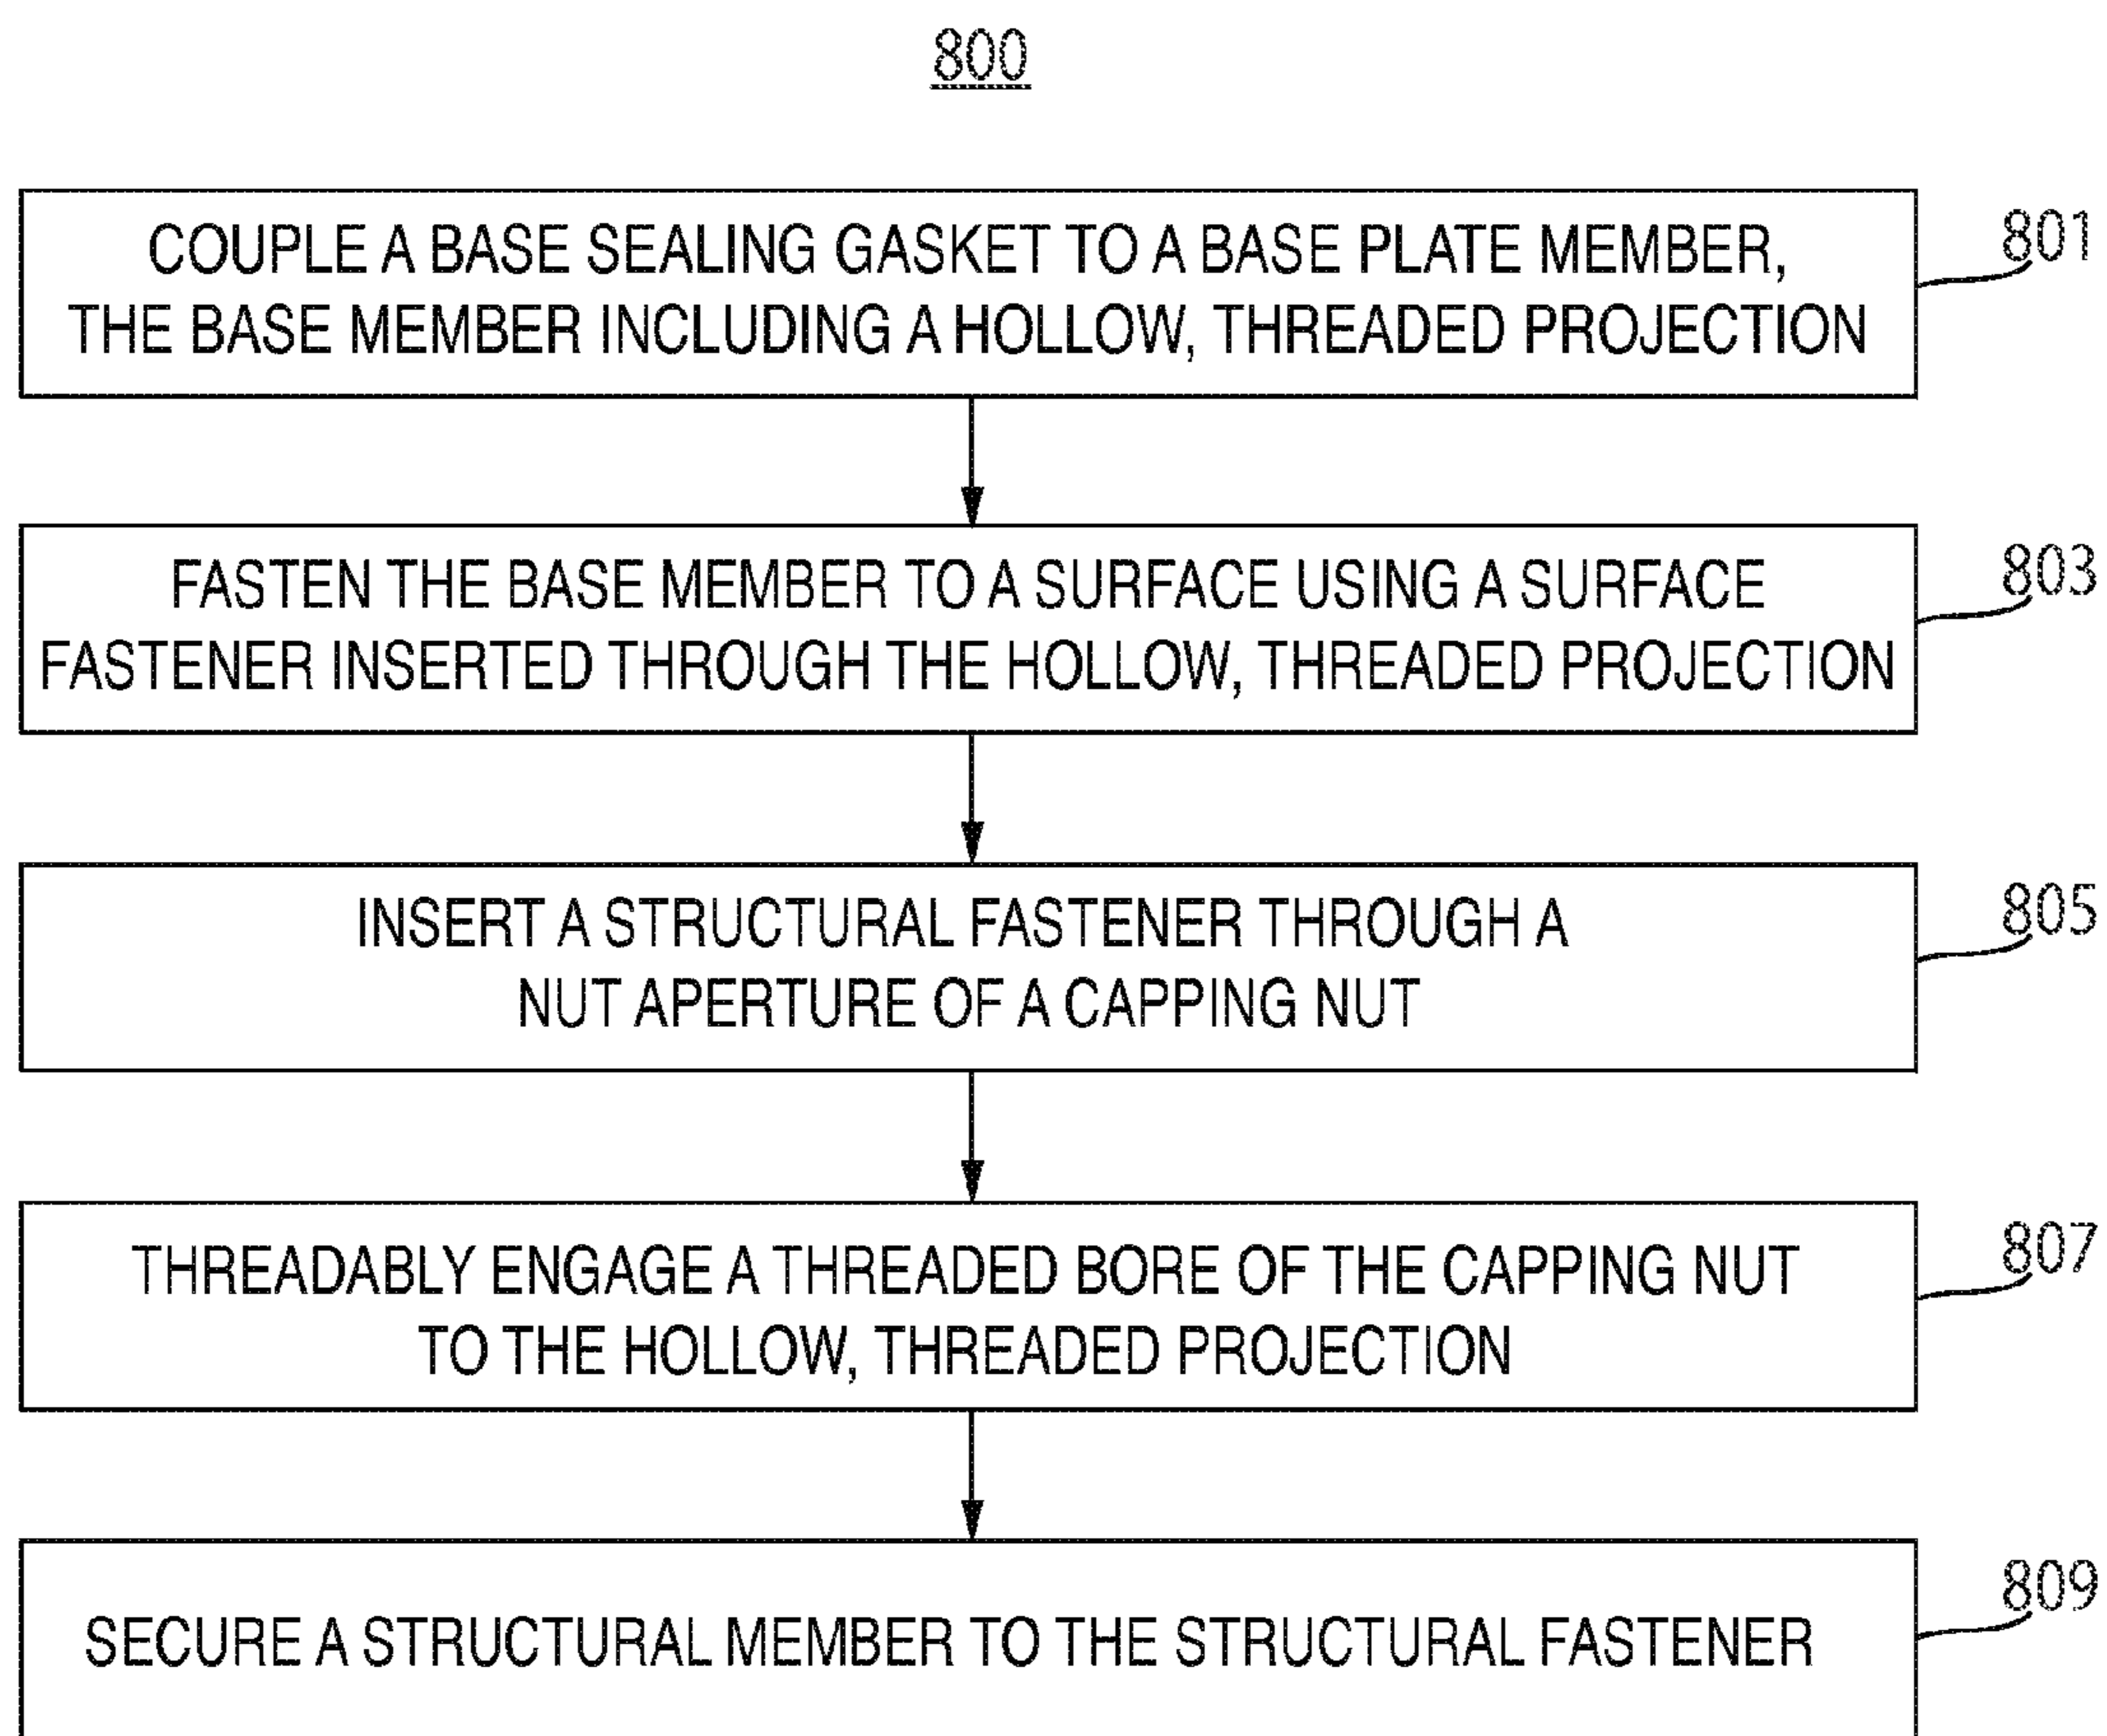 800
COUPLE A BASE SEALING GASKET TO A BASE PLATE MEMBER,
THE BASE MEMBER INCLUDING A HOLLOW, THREADED PROJECTION
801
FASTEN THE BASE MEMBER TO A SURFACE USING A SURFACE
FASTENER INSERTED THROUGH THE HOLLOW, THREADED PROJECTION
803
INSERT A STRUCTURAL FASTENER THROUGH A
NUT APERTURE OF A CAPPING NUT
805
THREADABLY ENGAGE A THREADED BORE OF THE CAPPING NUT
TO THE HOLLOW, THREADED PROJECTION
807
SECURE A STRUCTURAL MEMBER TO THE STRUCTURAL FASTENER
809